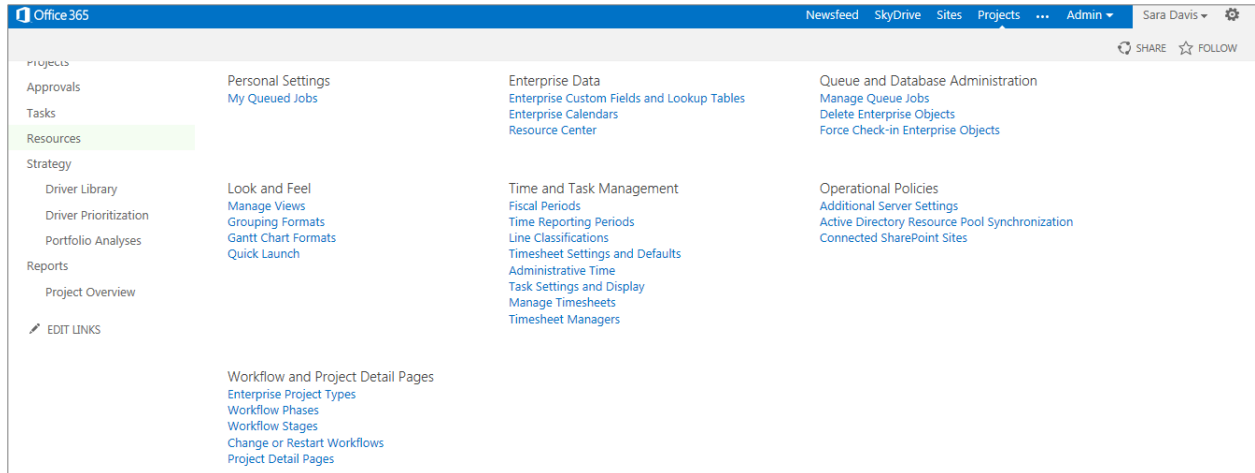 Office 365 Newsfeed SkyDrive Sites Projects ••• Admin Sara Davis
SHARE FOLLOW
Projects
Approvals
Tasks
Resources
Strategy
Driver Library
Driver Prioritization
Portfolio Analyses
Reports
Project Overview
EDIT LINKS
Personal Settings
My Queued Jobs
Enterprise Data
Enterprise Custom Fields and Lookup Tables
Enterprise Calendars
Resource Center
Queue and Database Administration
Manage Queue Jobs
Delete Enterprise Objects
Force Check-in Enterprise Objects
Look and Feel
Manage Views
Grouping Formats
Gantt Chart Formats
Quick Launch
Time and Task Management
Fiscal Periods
Time Reporting Periods
Line Classifications
Timesheet Settings and Defaults
Administrative Time
Task Settings and Display
Manage Timesheets
Timesheet Managers
Operational Policies
Additional Server Settings
Active Directory Resource Pool Synchronization
Connected SharePoint Sites
Workflow and Project Detail Pages
Enterprise Project Types
Workflow Phases
Workflow Stages
Change or Restart Workflows
Project Detail Pages